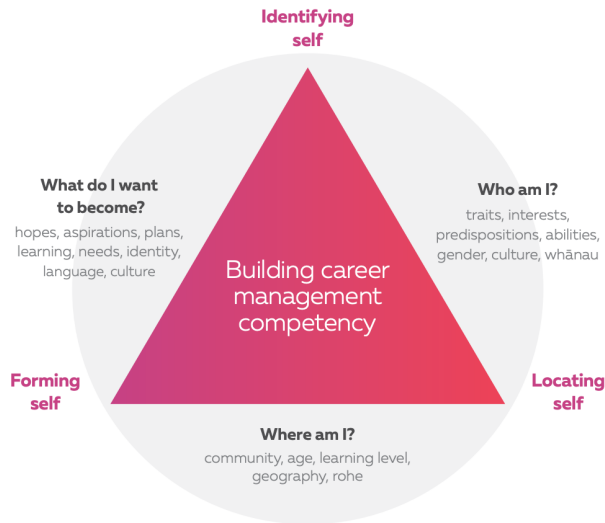 Identifying
self
What do I want
to become?
hopes, aspirations, plans,
learning, needs, identity,
language, culture
Who am I?
traits, interests,
predispositions, abilities,
gender, culture, whānau
Building career
management
competency
Forming
self
Locating
self
Where am I?
community, age, learning level,
geography, rohe